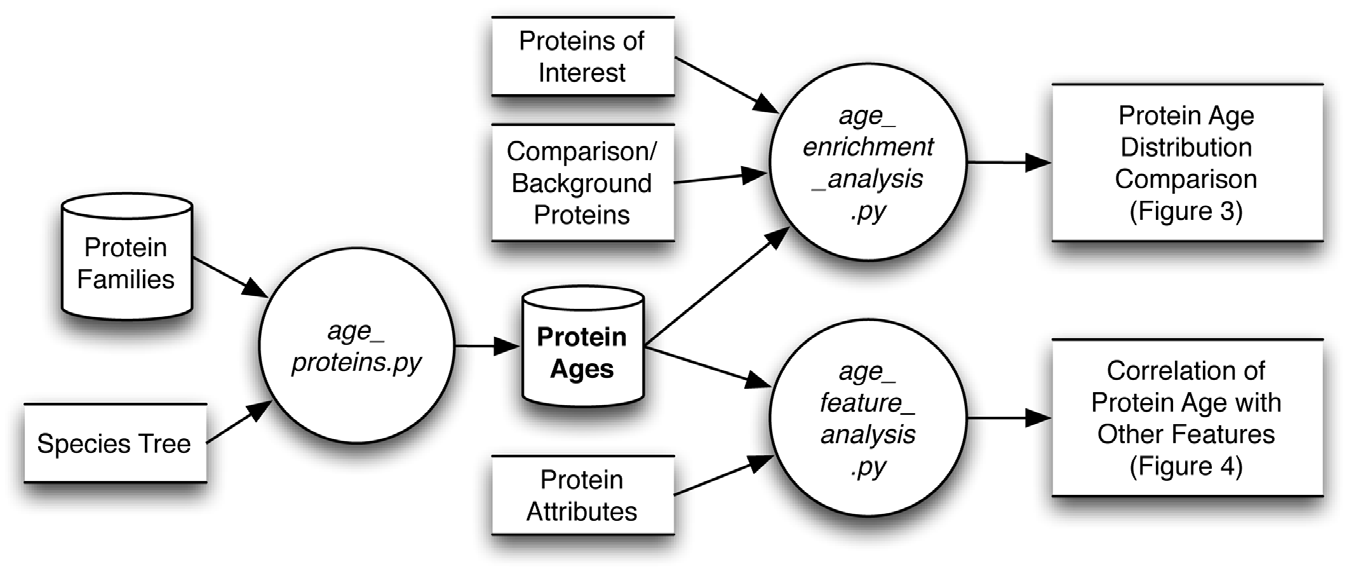 Protein
Families
Species Tree
age_
proteins.py
Proteins of
Interest
Comparison/
Background
Proteins
Protein
Ages
Protein
Attributes
age_
enrichment
_analysis
.py
age_
feature_
analysis
.py
Protein Age
Distribution
Comparison
(Figure 3)
Correlation of
Protein Age with
Other Features
(Figure 4)